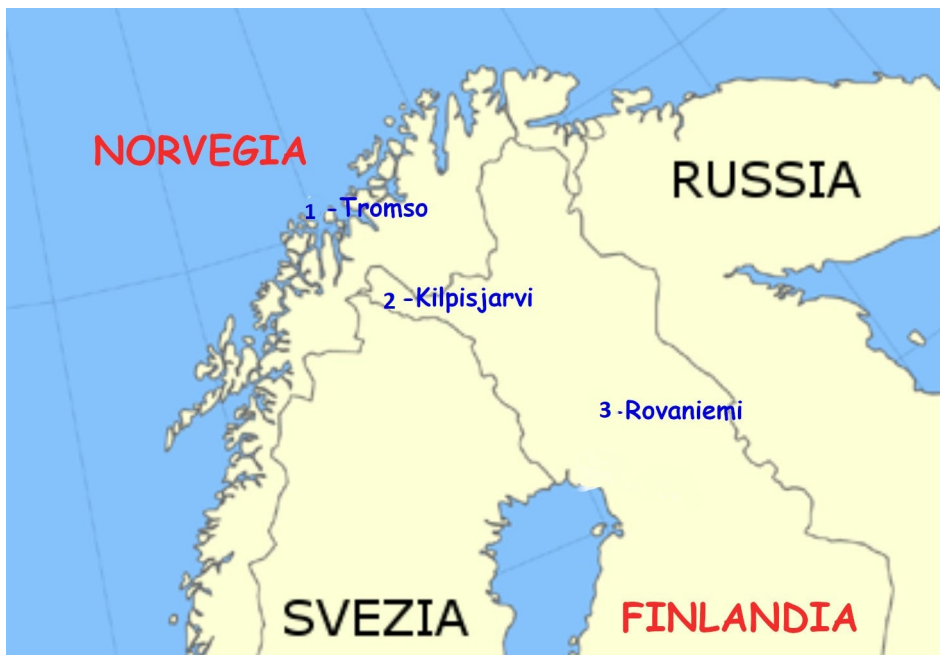 NORVEGIA
RUSSIA
1 -Tromso
2 -Kilpisjarvi
3 -Rovaniemi
SVEZIA
FINLANDIA